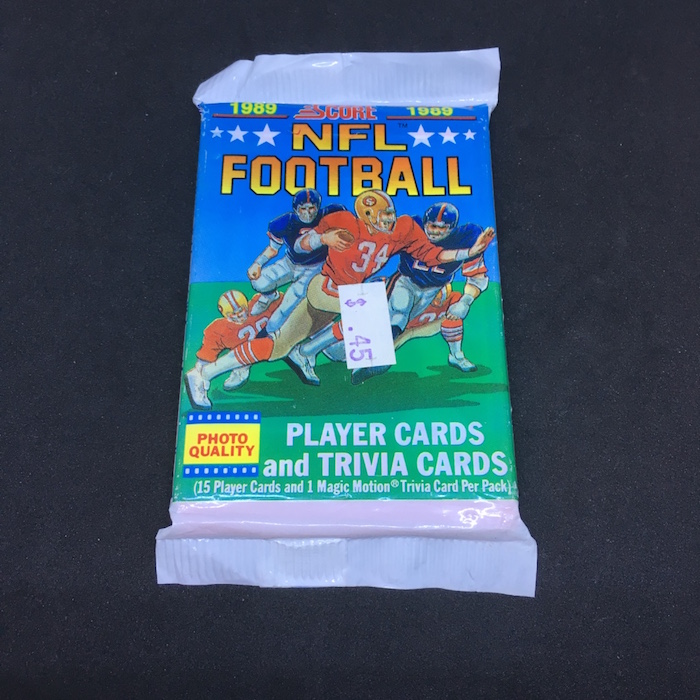 1989 SCORE 1989
NFL™
FOOTBALL
34
$ .45
PHOTO
QUALITY
PLAYER CARDS
and TRIVIA CARDS
(15 Player Cards and 1 Magic Motion® Trivia Card Per Pack)